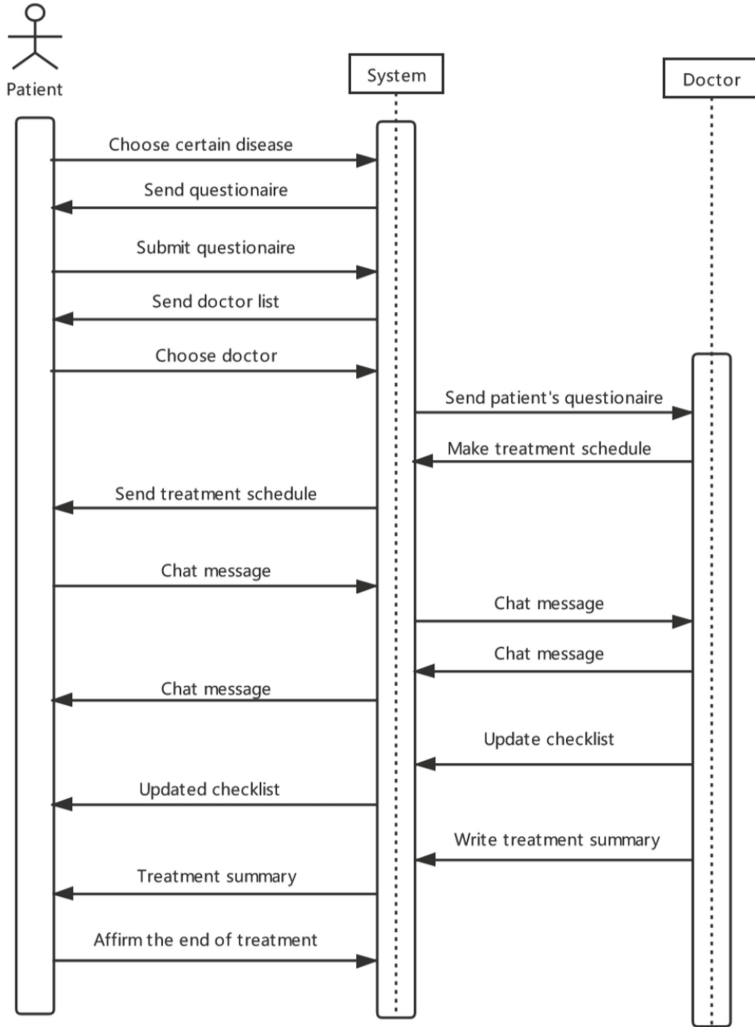 Patient
System
Doctor
Choose certain disease
Send questionaire
Submit questionaire
Send doctor list
Choose doctor
Send patient's questionaire
Make treatment schedule
Send treatment schedule
Chat message
Chat message
Chat message
Chat message
Update checklist
Updated checklist
Write treatment summary
Treatment summary
Affirm the end of treatment